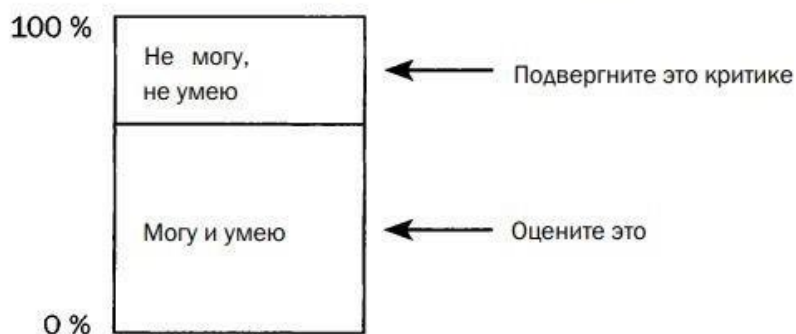 100 %
Не могу,
не умею
Подвергните это критике
Могу и умею
Оцените это
0 %